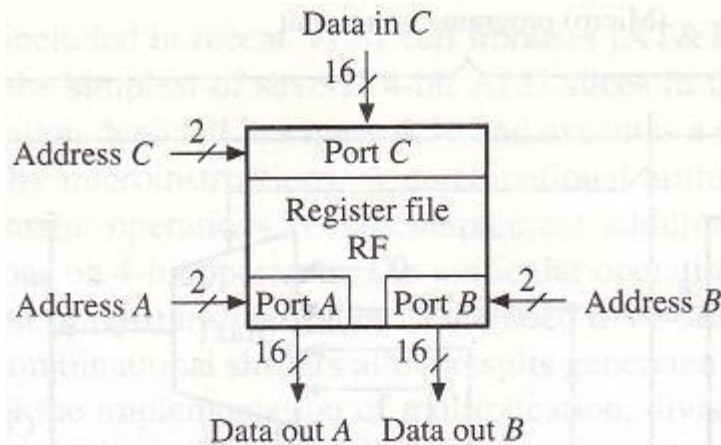 Data in C
16
Address C
2
Port C
Register file
RF
Address A
2
Port A
Port B
2
Address B
16
16
Data out A
Data out B